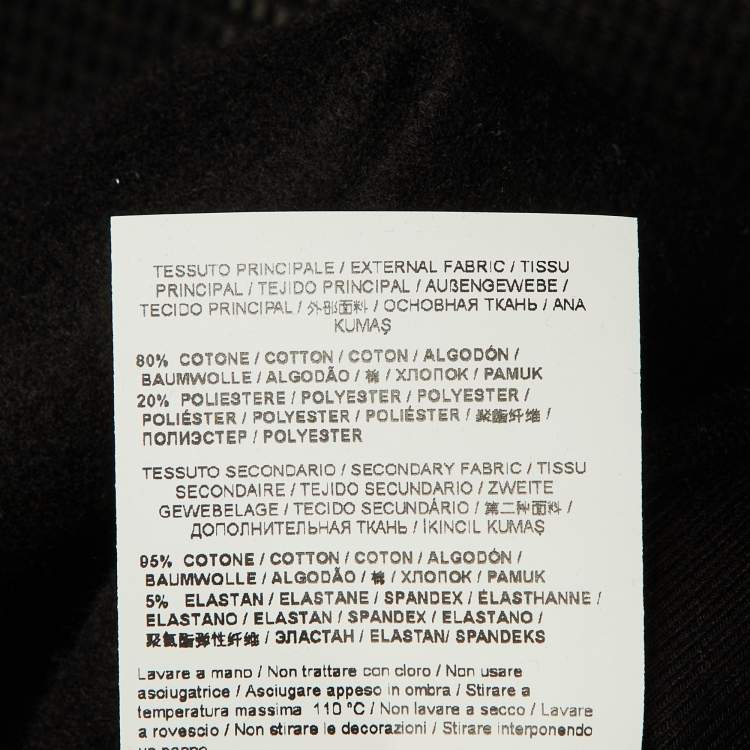 TESSUTO PRINCIPALE / EXTERNAL FABRIC / TISSU
PRINCIPAL / TEJIDO PRINCIPAL / AUßENGEWEBE /
TECIDO PRINCIPAL / 外部面料 / ОСНОВНАЯ ТКАНЬ / ANA
KUMAŞ
80% COTONE / COTTON / COTON / ALGODÓN /
BAUMWOLLE / ALGODÃO / 棉 / ХЛОПОК / PAMUK
20% POLIESTERE / POLYESTER / POLYESTER /
POLIÉSTER / POLYESTER / POLIÉSTER / 聚酯纤维 /
ПОЛИЭСТЕР / POLYESTER
TESSUTO SECONDARIO / SECONDARY FABRIC / TISSU
SECONDAIRE / TEJIDO SECUNDARIO / ZWEITE
GEWEBELAGE / TECIDO SECUNDÁRIO / 第二种面料 /
ДОПОЛНИТЕЛЬНАЯ ТКАНЬ / İKINCIL KUMAŞ
95% COTONE / COTTON / COTON / ALGODÓN /
BAUMWOLLE / ALGODÃO / 棉 / ХЛОПОК / PAMUK
5% ELASTAN / ELASTANE / SPANDEX / ÉLASTHANNE /
ELASTANO / ELASTAN / SPANDEX / ELASTANO /
聚氨酯弹性纤维 / ЭЛАСТАН / ELASTAN/ SPANDEKS
Lavare a mano / Non trattare con cloro / Non usare
asciugatrice / Asciugare appeso in ombra / Stirare a
temperatura massima 110 °C / Non lavare a secco / Lavare
a rovescio / Non stirare le decorazioni / Stirare interponendo
un panno